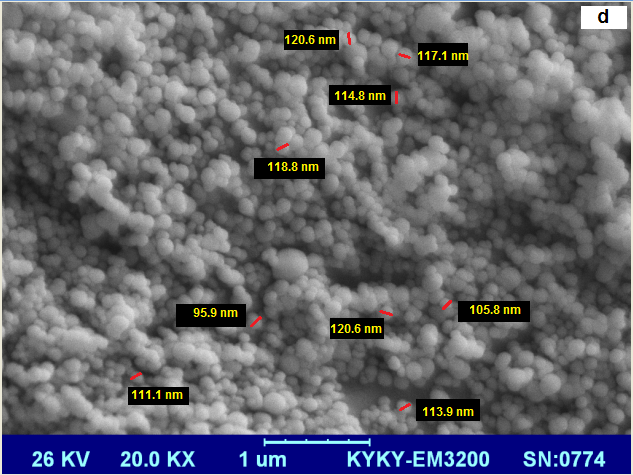 d
120.6 nm
117.1 nm
114.8 nm
118.8 nm
95.9 nm
105.8 nm
120.6 nm
111.1 nm
113.9 nm
26 KV 20.0 KX 1 um KYKY-EM3200 SN:0774